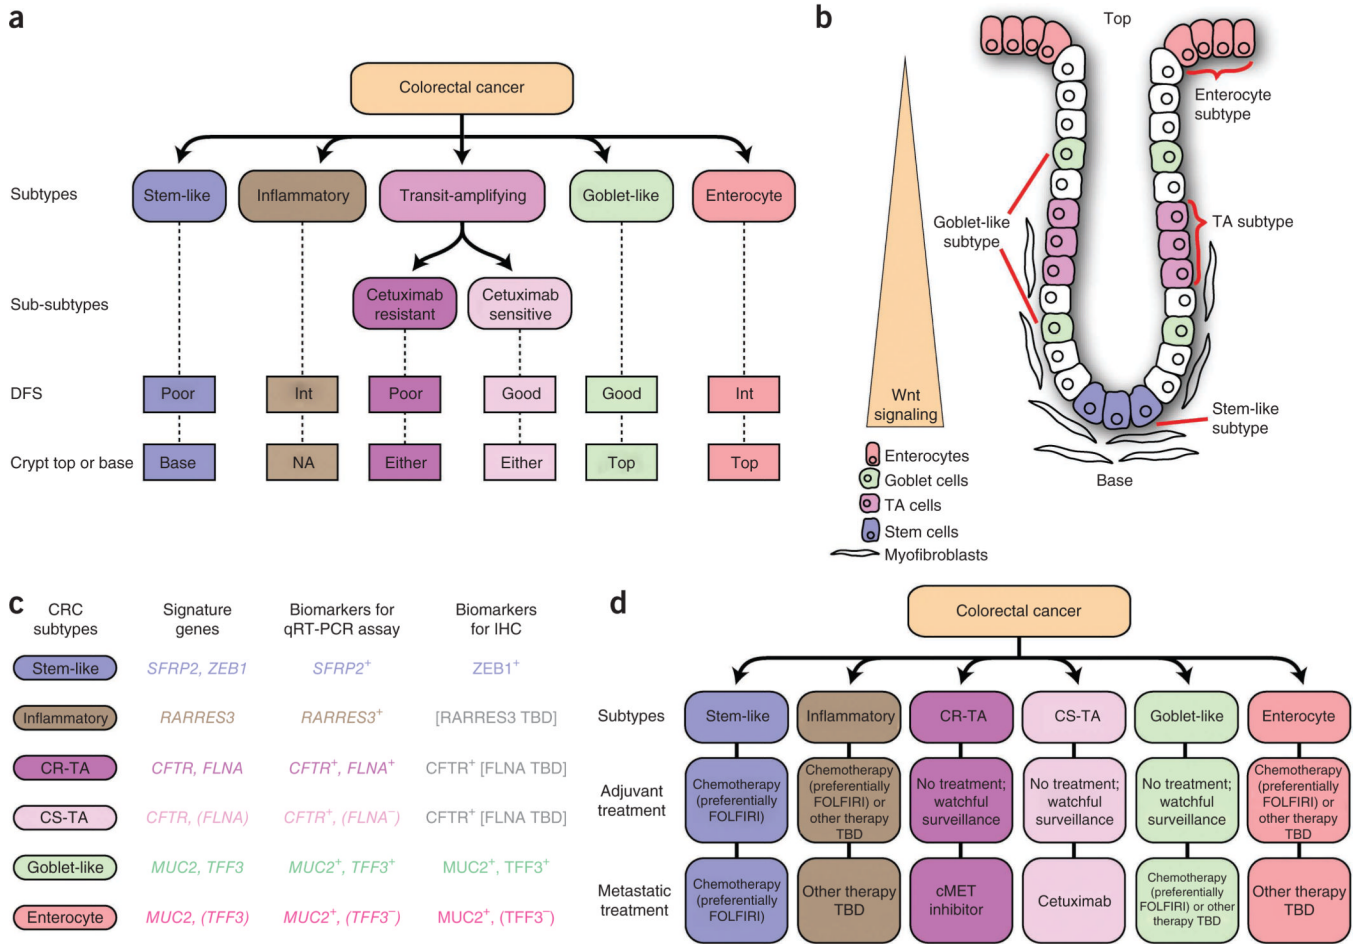 a
Colorectal cancer
Subtypes
Stem-like
Inflammatory
Transit-amplifying
Goblet-like
Enterocyte
Sub-subtypes
Cetuximab
resistant
Cetuximab
sensitive
DFS
Poor
Int
Poor
Good
Good
Int
Crypt top or base
Base
NA
Either
Either
Top
Top
b
Top
Enterocyte
subtype
Goblet-like
subtype
TA subtype
Wnt
signaling
Stem-like
subtype
Base
Enterocytes
Goblet cells
TA cells
Stem cells
Myofibroblasts
c
CRC
subtypes
Signature
genes
Biomarkers for
qRT-PCR assay
Biomarkers
for IHC
Stem-like
SFRP2, ZEB1
SFRP2⁺
ZEB1⁺
Inflammatory
RARRES3
RARRES3⁺
[RARRES3 TBD]
CR-TA
CFTR, FLNA
CFTR⁺, FLNA⁺
CFTR⁺ [FLNA TBD]
CS-TA
CFTR, (FLNA)
CFTR⁺, (FLNA⁻)
CFTR⁺ [FLNA TBD]
Goblet-like
MUC2, TFF3
MUC2⁺, TFF3⁺
MUC2⁺, TFF3⁺
Enterocyte
MUC2, (TFF3)
MUC2⁺, (TFF3⁻)
MUC2⁺, (TFF3⁻)
d
Colorectal cancer
Subtypes
Stem-like
Inflammatory
CR-TA
CS-TA
Goblet-like
Enterocyte
Adjuvant
treatment
Chemotherapy
(preferentially
FOLFIRI)
Chemotherapy
(preferentially
FOLFIRI) or
other therapy
TBD
No treatment;
watchful
surveillance
No treatment;
watchful
surveillance
No treatment;
watchful
surveillance
Chemotherapy
(preferentially
FOLFIRI) or
other therapy
TBD
Metastatic
treatment
Chemotherapy
(preferentially
FOLFIRI)
Other therapy
TBD
cMET
inhibitor
Cetuximab
Chemotherapy
(preferentially
FOLFIRI) or other
therapy TBD
Other therapy
TBD